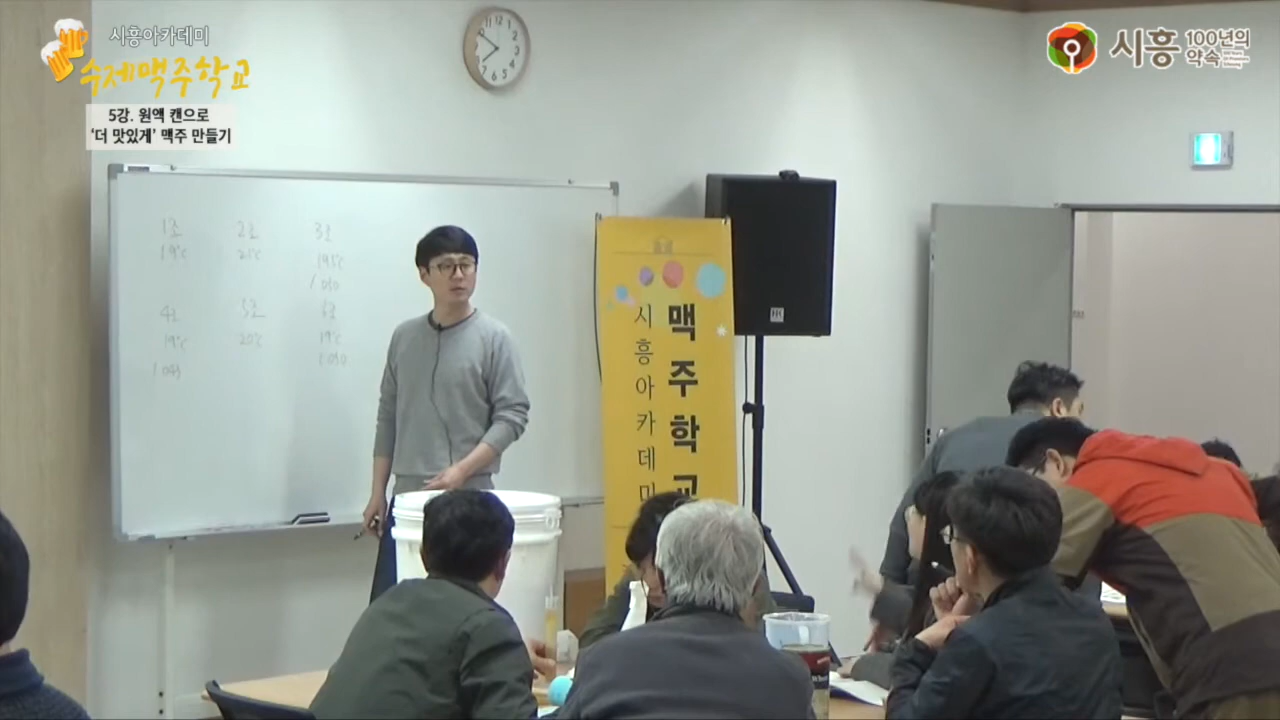 시흥아카데미
수제맥주학교
5강. 원액 캔으로
‘더 맛있게’ 맥주 만들기
시흥 100년의
약속
1조 2조 3조
19℃ 21℃ 19.5℃
1.050
4조 5조 6조
19℃ 20℃ 19℃
1.050
맥주학교
시흥아카데미